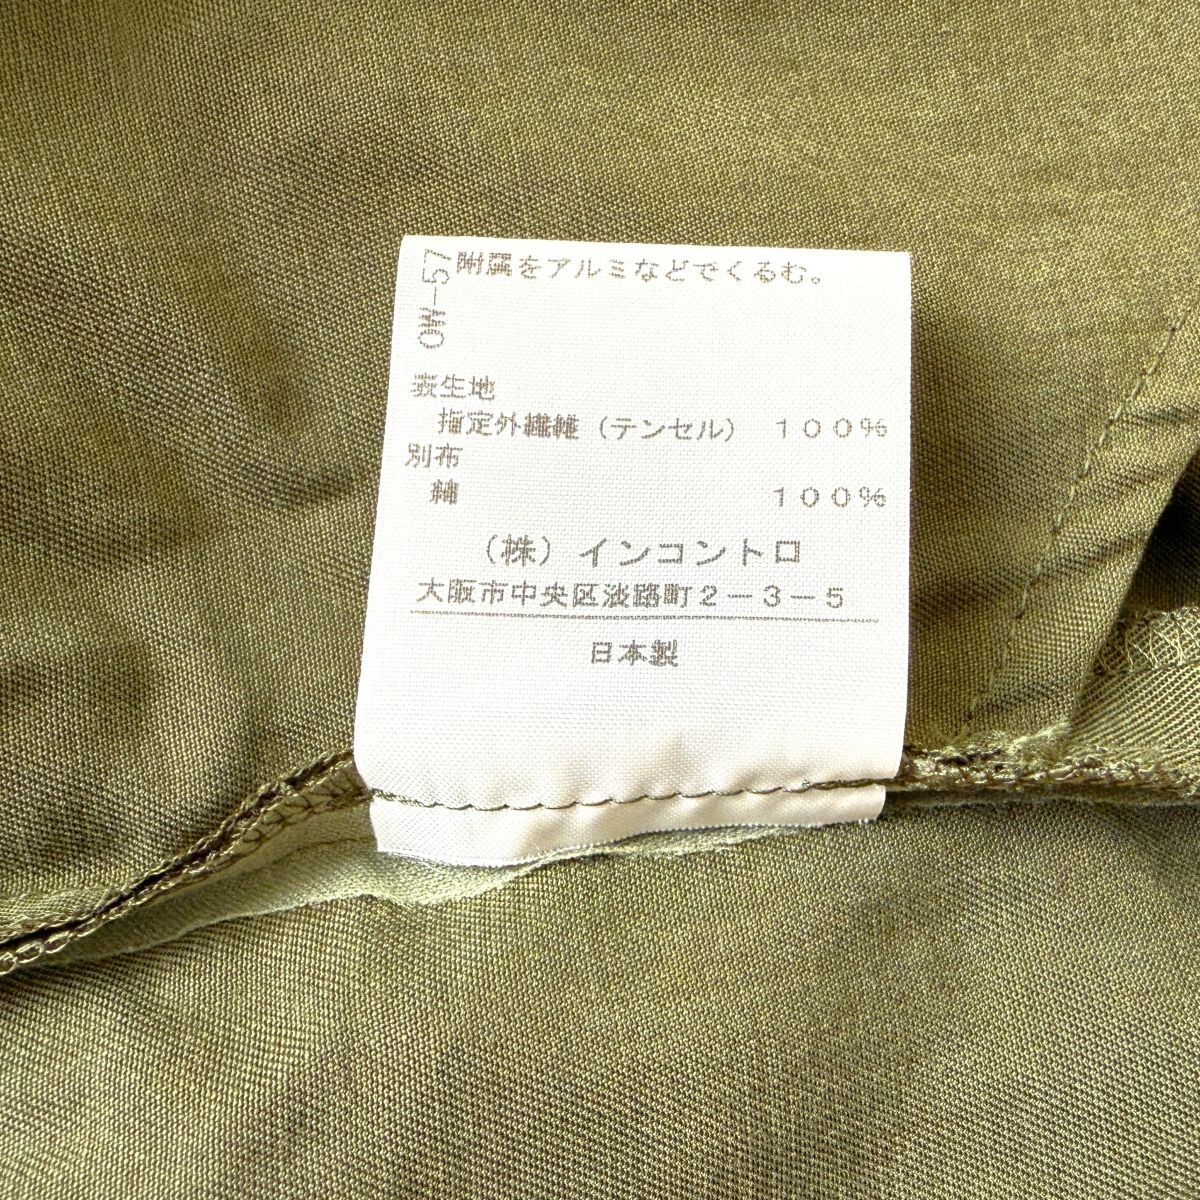 OW-57
附属をアルミなどでくるむ。
表生地
指定外繊維（テンセル） １００％
別布
綿 １００％
（株）インコントロ
大阪市中央区淡路町２－３－５
日本製